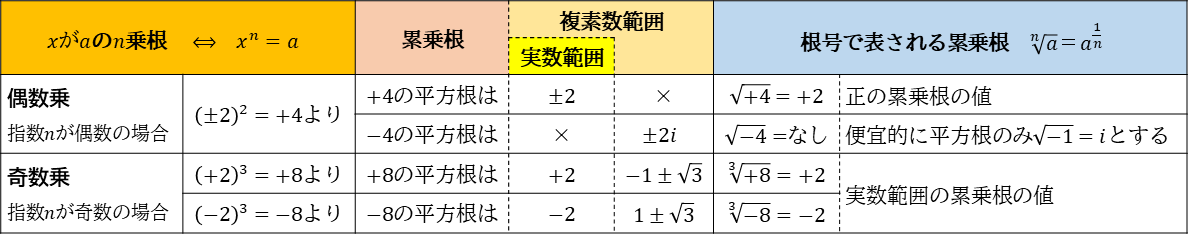 xがaのn乗根 ⇔ xⁿ = a
累乗根
複素数範囲
実数範囲
根号で表される累乗根 ⁿ√a = a^(1/n)
偶数乗
指数nが偶数の場合
(±2)² = +4より
+4の平方根は
±2
×
√+4 = +2
正の累乗根の値
−4の平方根は
×
±2i
√−4 =なし
便宜的に平方根のみ√−1 = iとする
奇数乗
指数nが奇数の場合
(+2)³ = +8より
+8の平方根は
+2
−1 ± √3
³√+8 = +2
実数範囲の累乗根の値
(−2)³ = −8より
−8の平方根は
−2
1 ± √3
³√−8 = −2